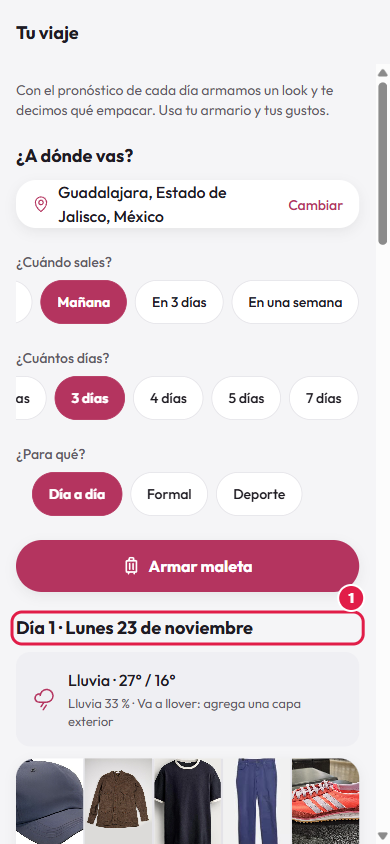 Tu viaje
Con el pronóstico de cada día armamos un look y te
decimos qué empacar. Usa tu armario y tus gustos.
¿A dónde vas?
Guadalajara, Estado de
Jalisco, México
Cambiar
¿Cuándo sales?
Mañana
En 3 días
En una semana
¿Cuántos días?
as
3 días
4 días
5 días
7 días
¿Para qué?
Día a día
Formal
Deporte
Armar maleta
1
Día 1 · Lunes 23 de noviembre
Lluvia · 27° / 16°
Lluvia 33 % · Va a llover: agrega una capa
exterior